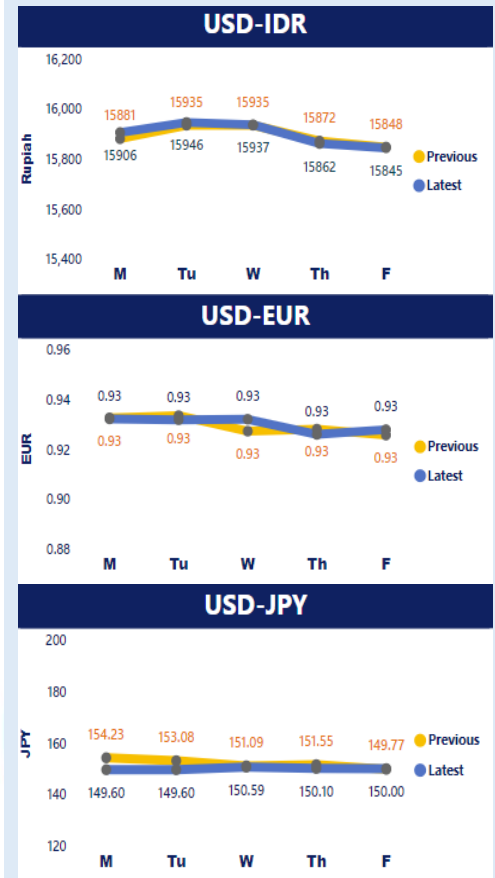 USD-IDR
16,200
16,000
15,800
15,600
15,400
Rupiah
15881 15935 15935 15872 15848
15906 15946 15937 15862 15845
Previous
Latest
M Tu W Th F
USD-EUR
0.96
0.94
0.92
0.90
0.88
EUR
0.93 0.93 0.93 0.93 0.93
0.93 0.93 0.93 0.93 0.93
Previous
Latest
M Tu W Th F
USD-JPY
200
180
160
140
120
JPY
154.23 153.08 151.09 151.55 149.77
149.60 149.60 150.59 150.10 150.00
Previous
Latest
M Tu W Th F